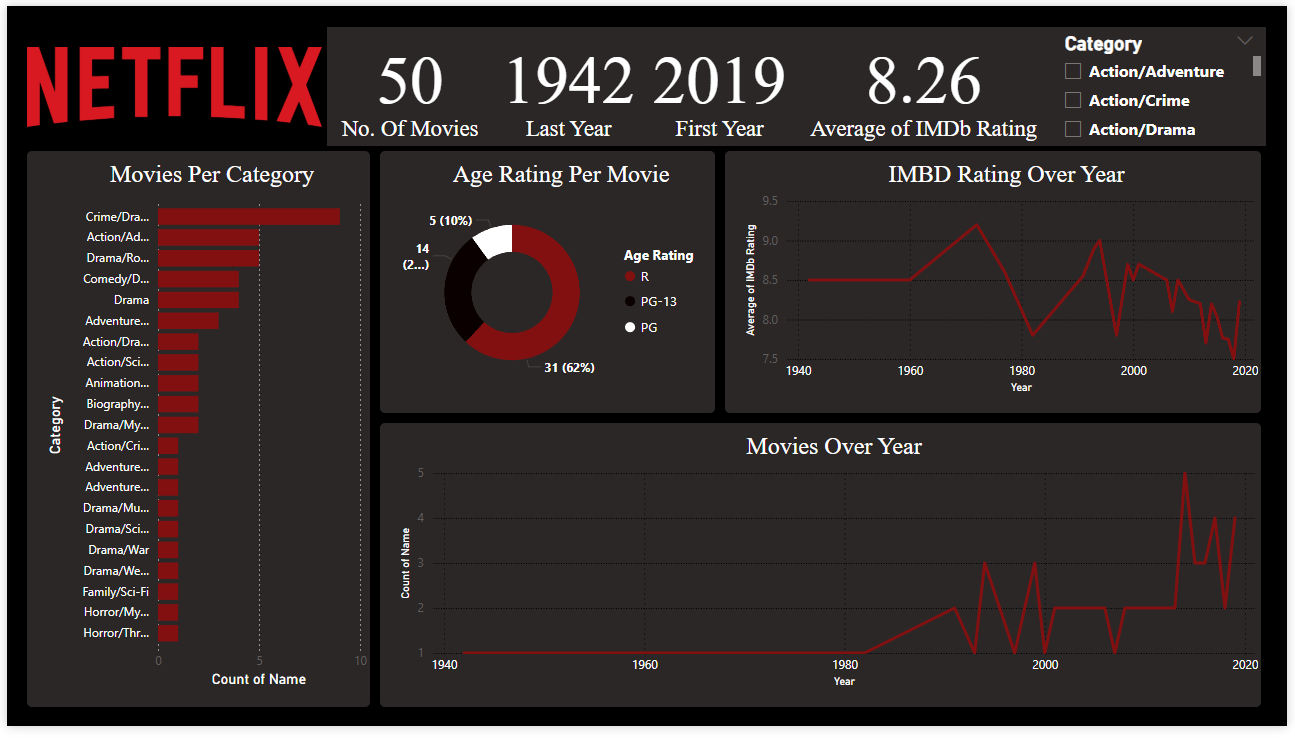 NETFLIX
50
No. Of Movies
1942
Last Year
2019
First Year
8.26
Average of IMDb Rating
Category
Action/Adventure
Action/Crime
Action/Drama
Movies Per Category
Category
Crime/Dra...
Action/Ad...
Drama/Ro...
Comedy/D...
Drama
Adventure...
Action/Dra...
Action/Sci...
Animation...
Biography...
Drama/My...
Action/Cri...
Adventure...
Adventure...
Drama/Mu...
Drama/Sci...
Drama/War
Drama/We...
Family/Sci-Fi
Horror/My...
Horror/Thr...
0 5 10
Count of Name
Age Rating Per Movie
5 (10%)
14
(2...)
31 (62%)
Age Rating
R
PG-13
PG
IMBD Rating Over Year
Average of IMDb Rating
9.5
9.0
8.5
8.0
7.5
1940 1960 1980 2000 2020
Year
Movies Over Year
Count of Name
5
4
3
2
1
1940 1960 1980 2000 2020
Year